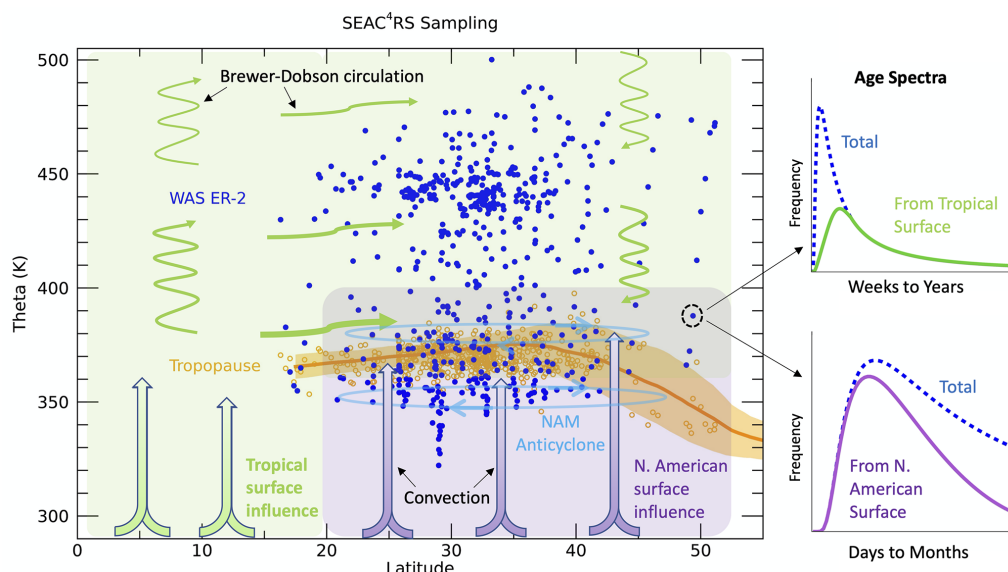 SEAC⁴RS Sampling
500
450
400
350
300
Theta (K)
0
10
20
30
40
50
Latitude
Brewer-Dobson circulation
WAS ER-2
Tropopause
Tropical
surface
influence
Convection
NAM
Anticyclone
N. American
surface
influence
Age Spectra
Frequency
Total
From Tropical
Surface
Weeks to Years
Frequency
Total
From N.
American
Surface
Days to Months